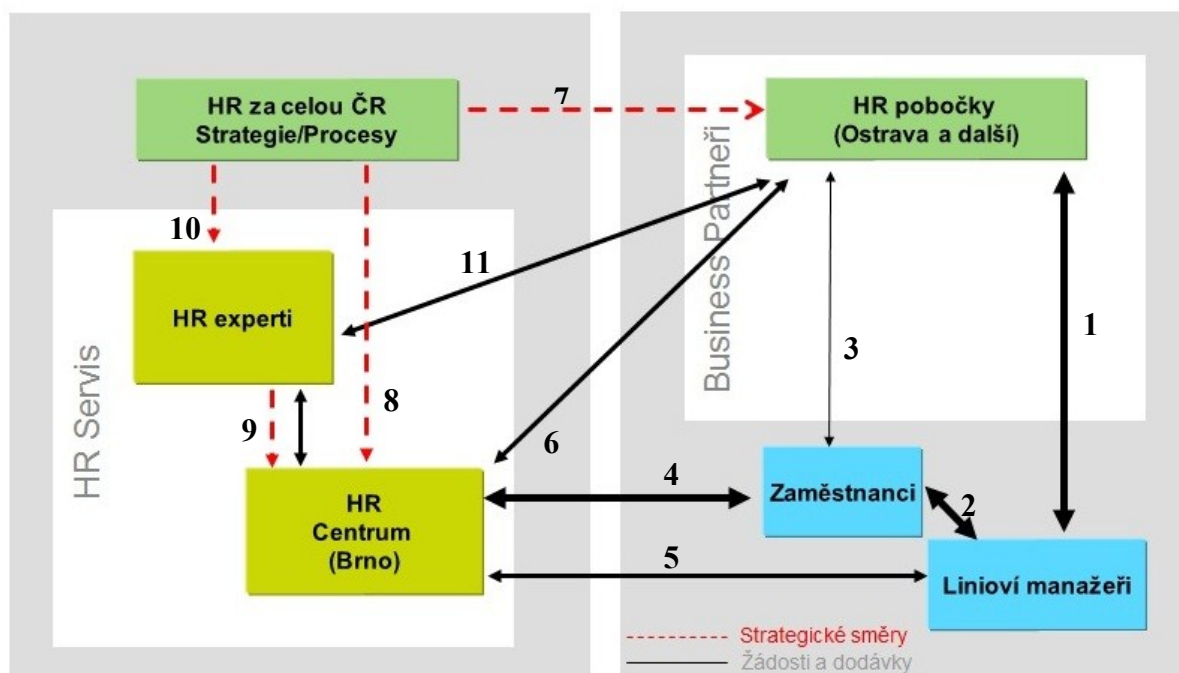 HR za celou ČR
Strategie/Procesy
7
HR pobočky
(Ostrava a další)
Business Partneři
10
11
HR experti
HR Servis
1
3
8
9
6
HR
Centrum
(Brno)
4
Zaměstnanci
2
5
Linioví manažeři
Strategické směry
Žádosti a dodávky